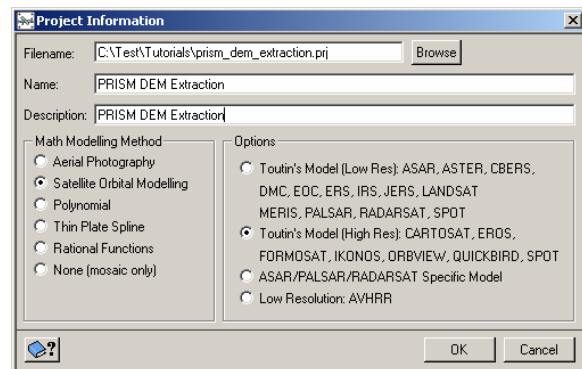 Project Information
Filename: C:\Test\Tutorials\prism_dem_extraction.prj Browse
Name: PRISM DEM Extraction
Description: PRISM DEM Extraction
Math Modelling Method
Aerial Photography
Satellite Orbital Modelling
Polynomial
Thin Plate Spline
Rational Functions
None (mosaic only)
Options
Toutin's Model (Low Res): ASAR, ASTER, CBERS,
DMC, EOC, ERS, IRS, JERS, LANDSAT
MERIS, PALSAR, RADARSAT, SPOT
Toutin's Model (High Res): CARTOSAT, EROS,
FORMOSAT, IKONOS, ORBVIEW, QUICKBIRD, SPOT
ASAR/PALSAR/RADARSAT Specific Model
Low Resolution: AVHRR
?
OK Cancel